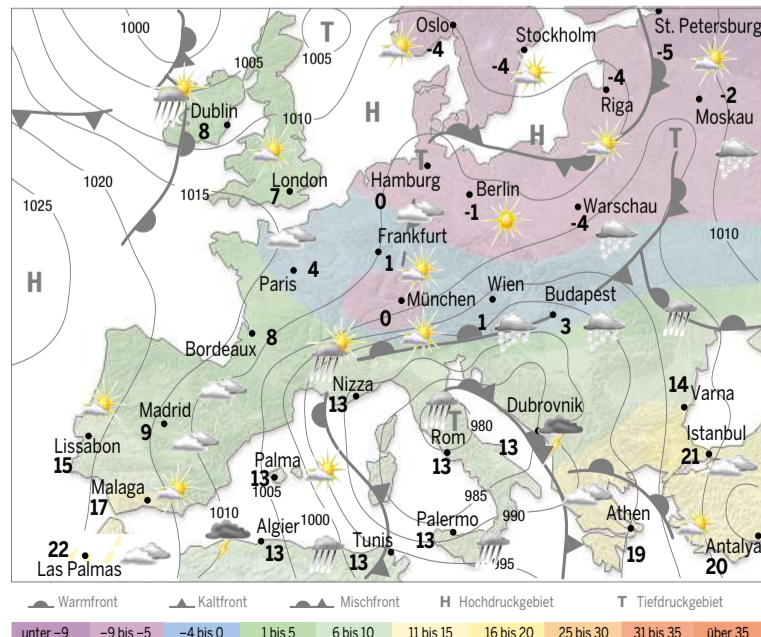 1000
T
Oslo
-4
Stockholm
-4
St. Petersburg
-5
1005
1005
H
-4
Riga
-2
Moskau
Dublin
8
1010
H
T
T
1020
1015
London
7
Hamburg
0
Berlin
-1
Warschau
-4
1025
1010
Frankfurt
1
H
Paris
4
München
0
Wien
1
Budapest
3
Bordeaux
8
Nizza
13
14
Varna
Madrid
9
Dubrovnik
13
T
980
Rom
13
Istanbul
21
Lissabon
15
Palma
13
1005
Malaga
17
985
990
1010
1000
Algier
13
Tunis
13
Palermo
13
995
Athen
19
22
Las Palmas
Antalya
20
Warmfront Kaltfront Mischfront H Hochdruckgebiet T Tiefdruckgebiet
unter –9 –9 bis –5 –4 bis 0 1 bis 5 6 bis 10 11 bis 15 16 bis 20 25 bis 30 31 bis 35 über 35